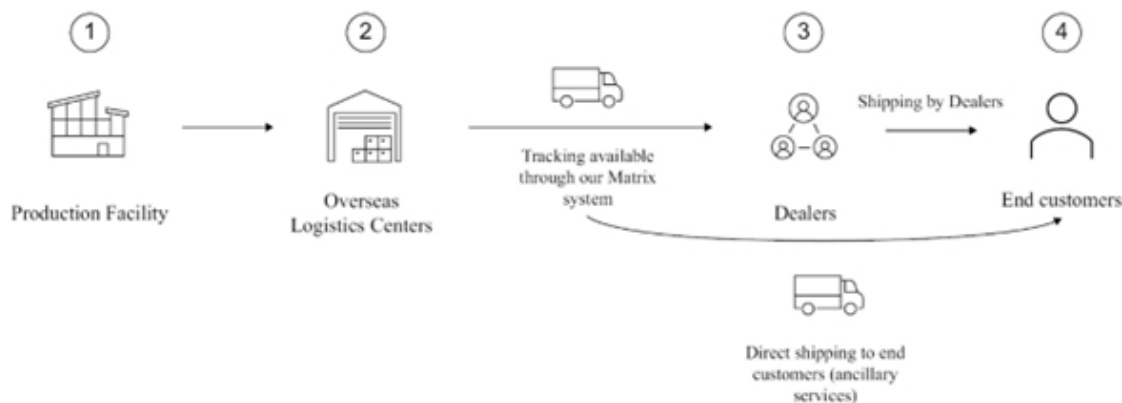 1
2
3
4
Production Facility
Overseas
Logistics Centers
Tracking available
through our Matrix
system
Dealers
Shipping by Dealers
End customers
Direct shipping to end
customers (ancillary
services)